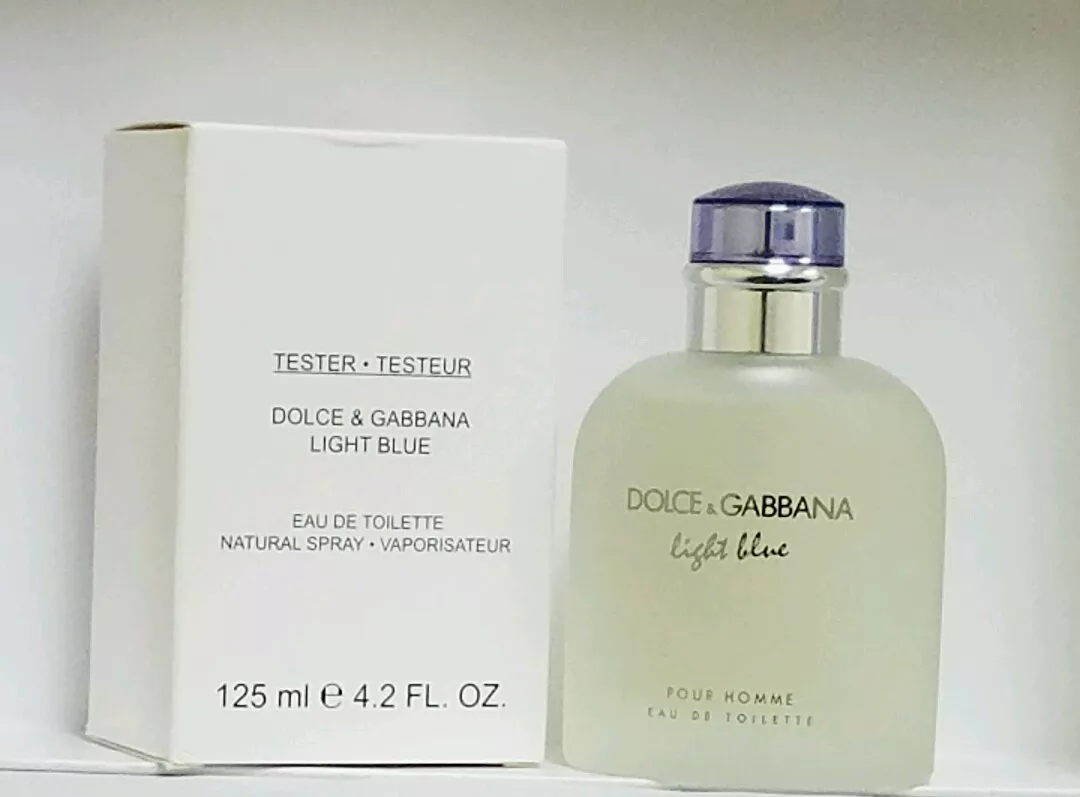 TESTER • TESTEUR
DOLCE & GABBANA
LIGHT BLUE
EAU DE TOILETTE
NATURAL SPRAY • VAPORISATEUR
125 ml ℮ 4.2 FL. OZ.
DOLCE & GABBANA
light blue
POUR HOMME
EAU DE TOILETTE